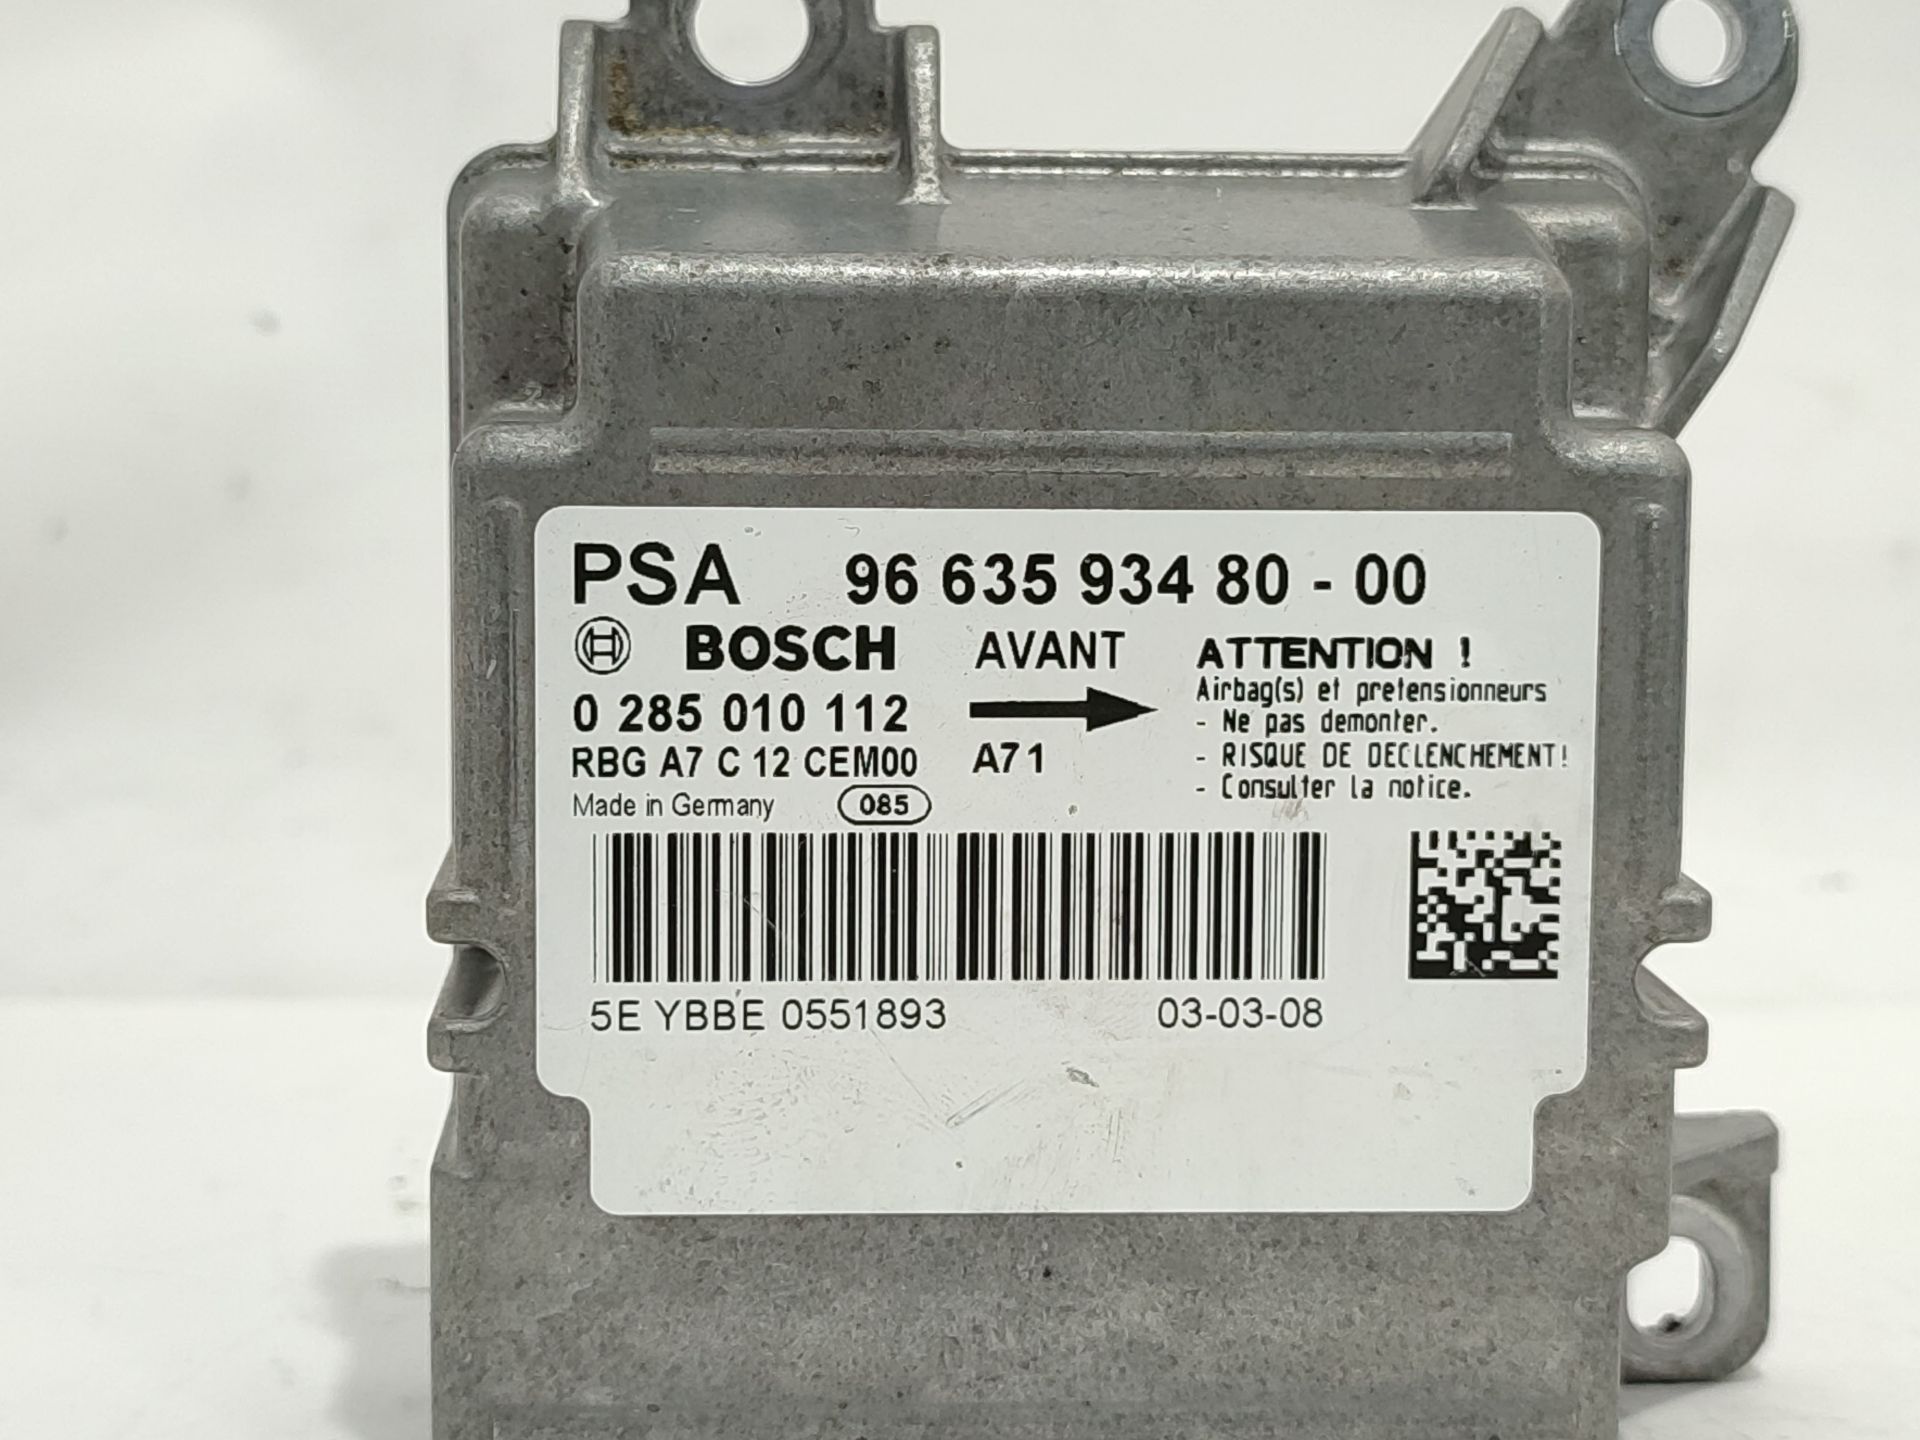 PSA 96 635 934 80 - 00
BOSCH AVANT
0 285 010 112
RBG A7 C 12 CEM00 A71
Made in Germany 085
ATTENTION !
Airbag(s) et pretensionneurs
- Ne pas demonter.
- RISQUE DE DECLENCHEMENT!
- Consulter la notice.
5E YBBE 0551893 03-03-08